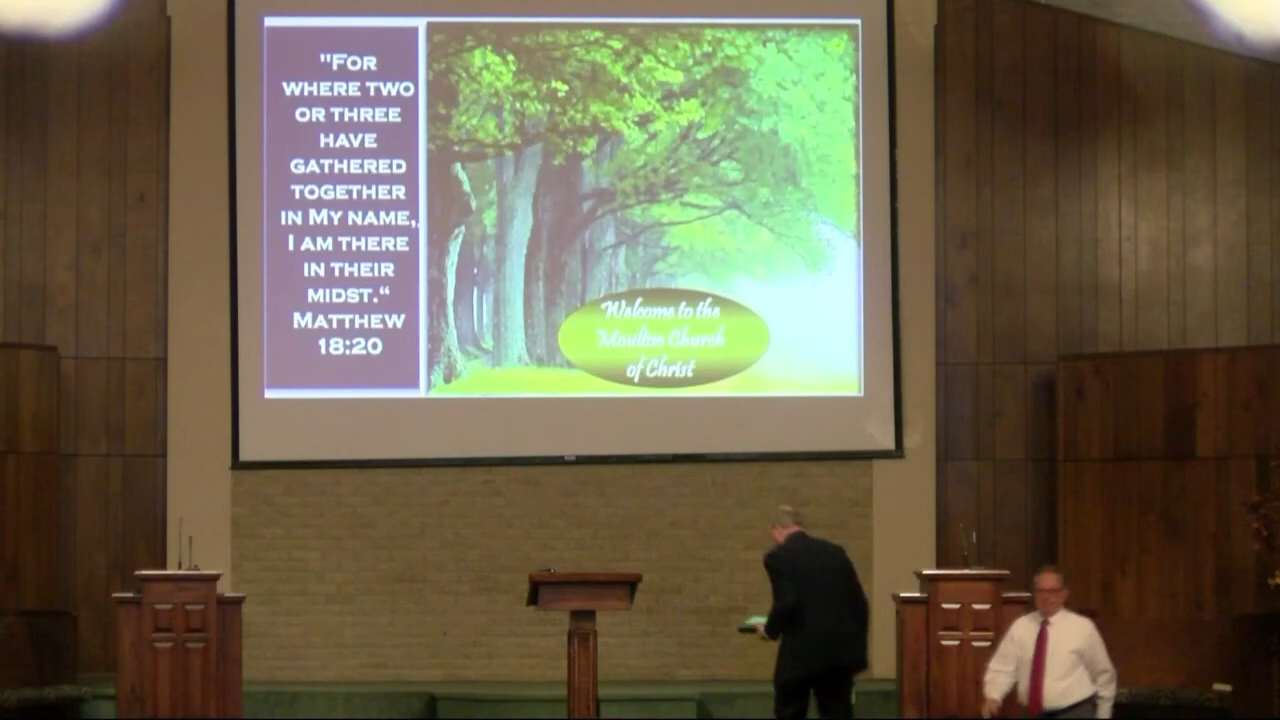 "FOR
WHERE TWO
OR THREE
HAVE
GATHERED
TOGETHER
IN MY NAME,
I AM THERE
IN THEIR
MIDST.“
MATTHEW
18:20
Welcome to the
Moulton Church
of Christ